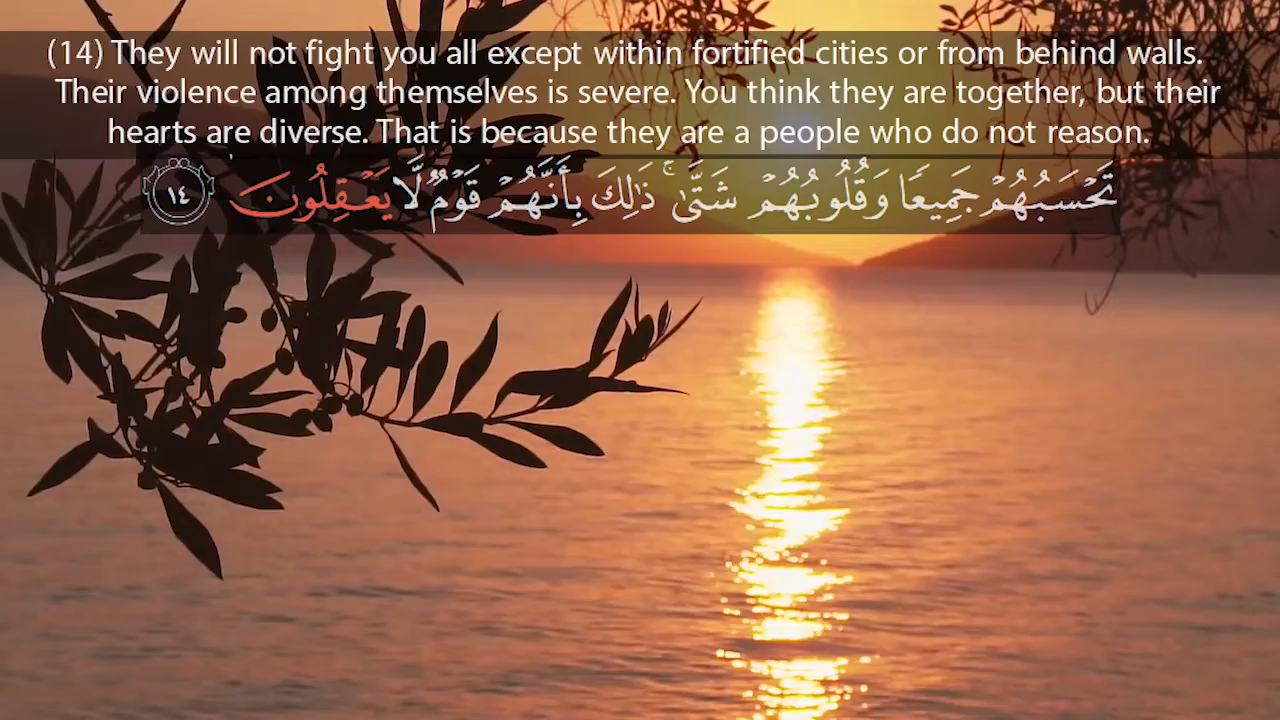 (14) They will not fight you all except within fortified cities or from behind walls.
Their violence among themselves is severe. You think they are together, but their
hearts are diverse. That is because they are a people who do not reason.
تَحْسَبُهُمْ جَمِيعًا وَقُلُوبُهُمْ شَتَّىٰ ۚ ذَٰلِكَ بِأَنَّهُمْ قَوْمٌ لَّا يَعْقِلُونَ ١٤